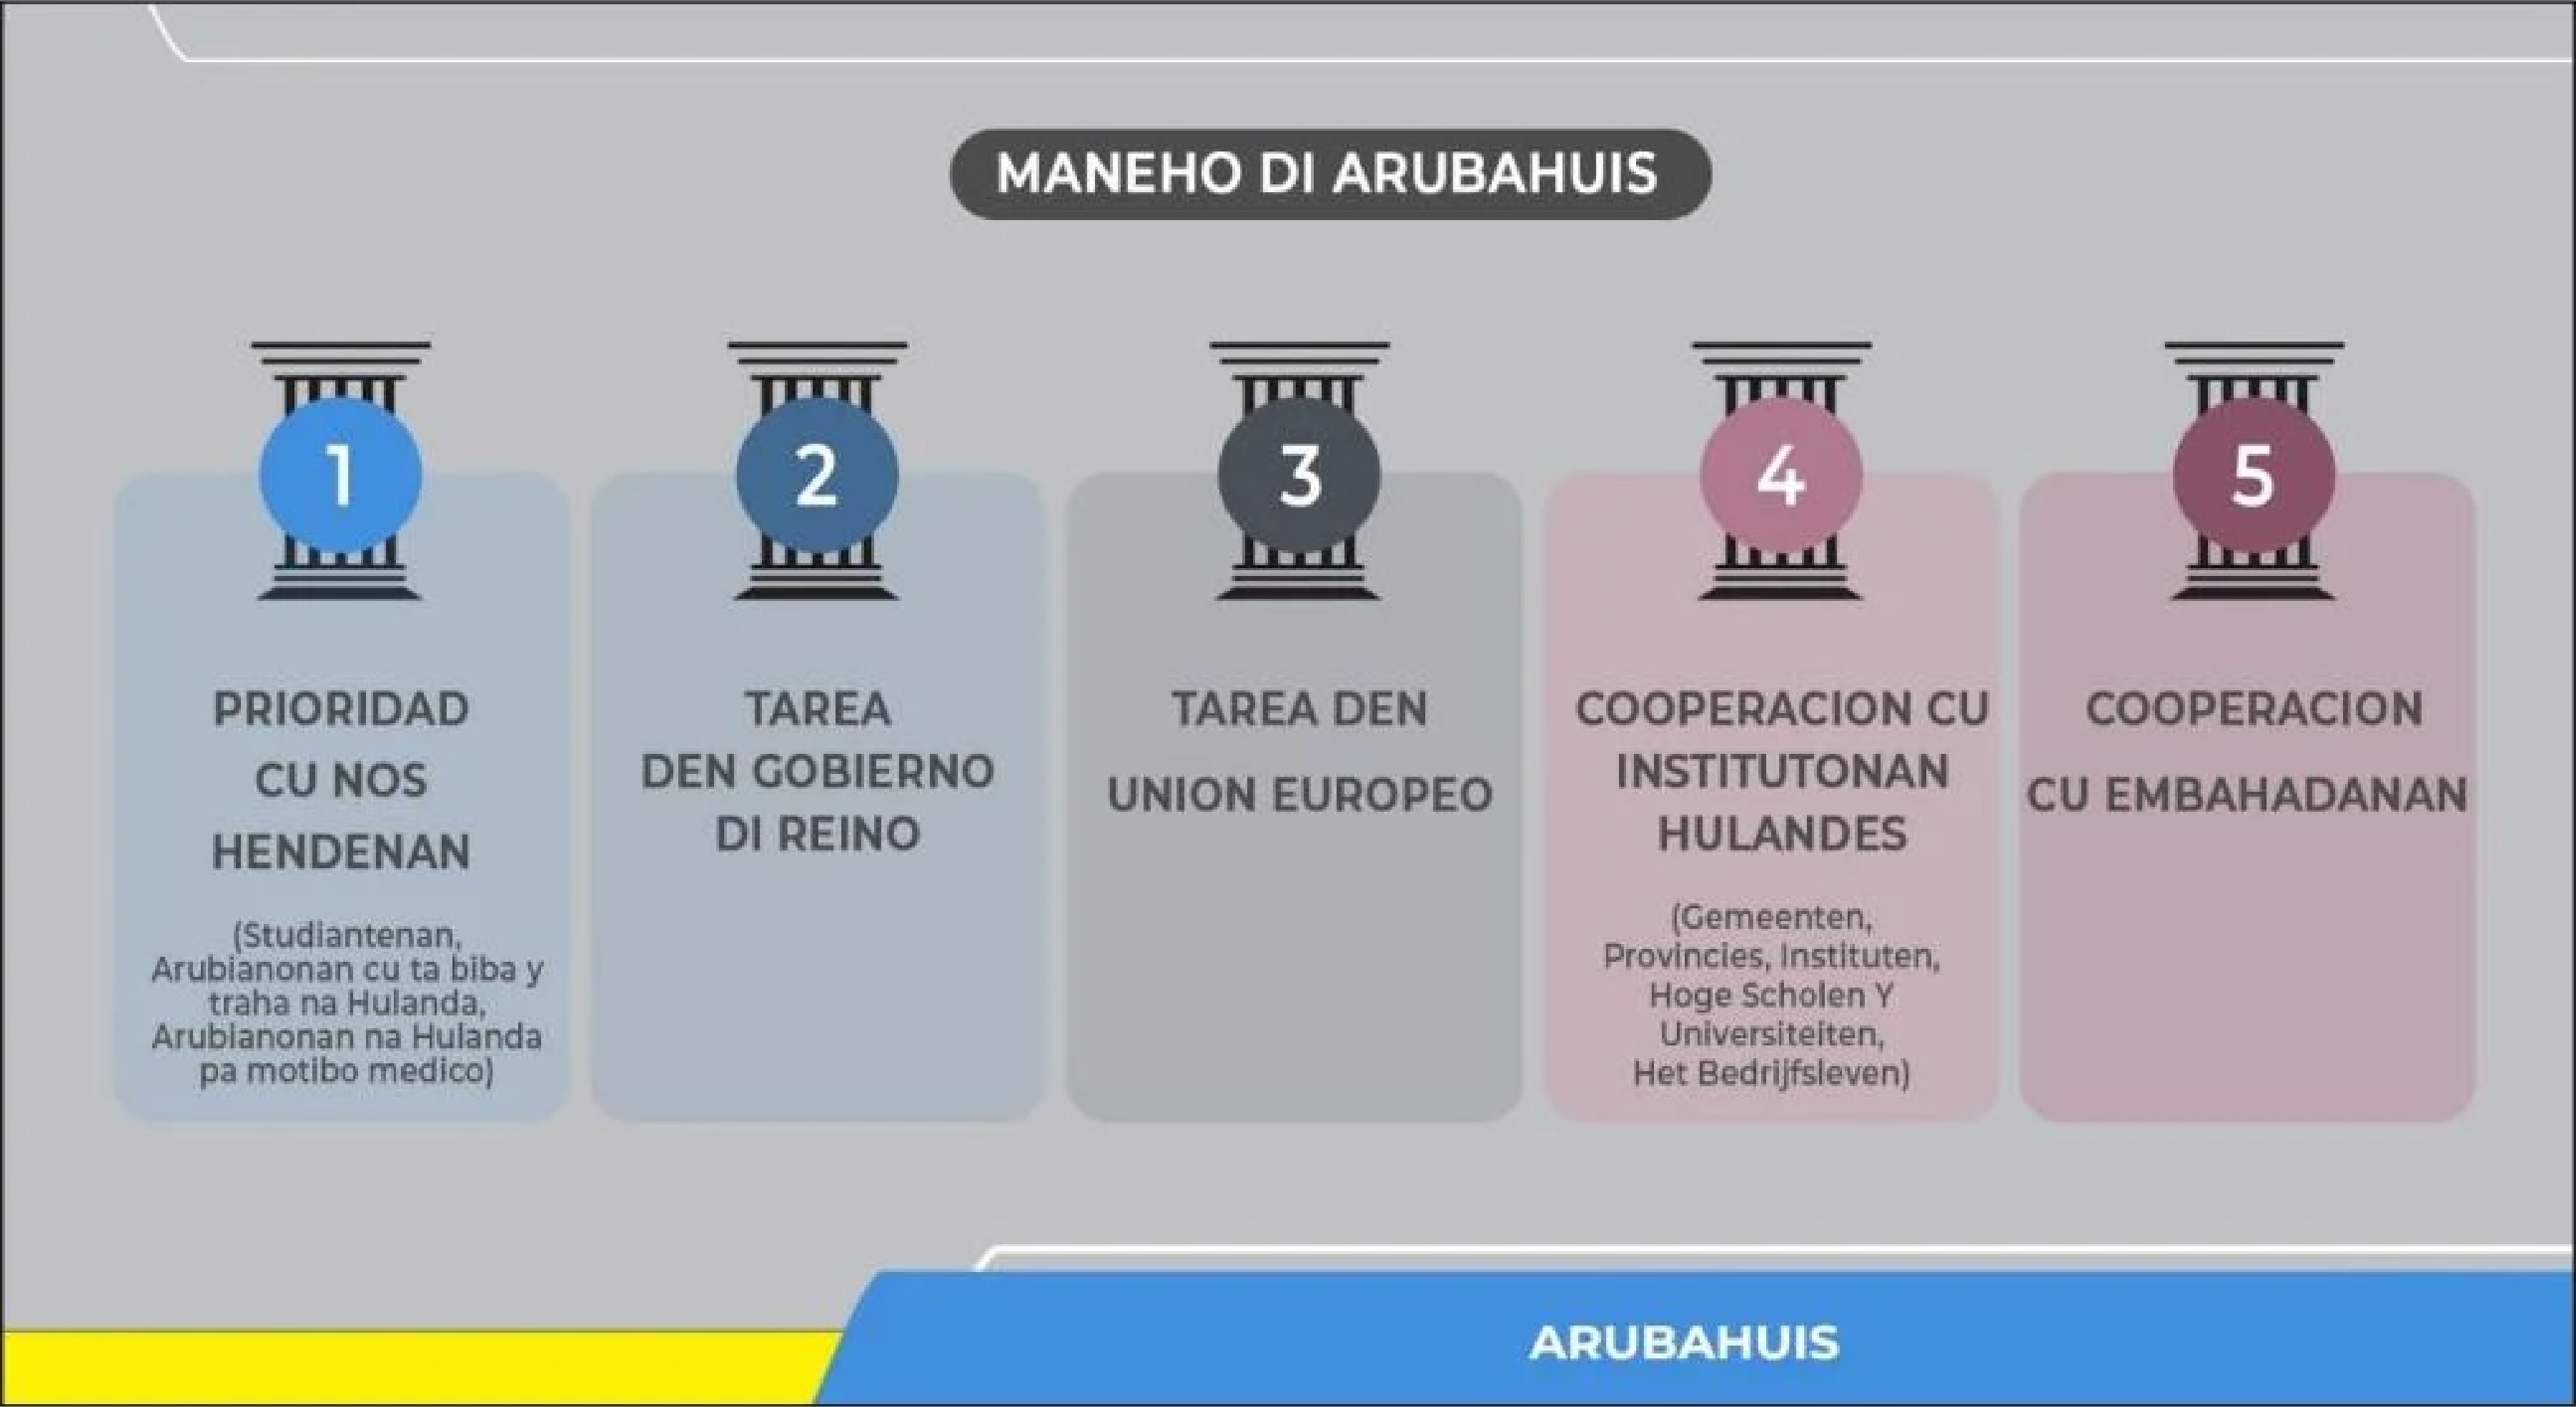 MANEHO DI ARUBAHUIS
1
PRIORIDAD
CU NOS
HENDENAN
(Studiantenan,
Arubianonan cu ta biba y
traha na Hulanda,
Arubianonan na Hulanda
pa motibo medico)
2
TAREA
DEN GOBIERNO
DI REINO
3
TAREA DEN
UNION EUROPEO
4
COOPERACION CU
INSTITUTONAN
HULANDES
(Gemeenten,
Provincies, Instituten,
Hoge Scholen Y
Universiteiten,
Het Bedrijfsleven)
5
COOPERACION
CU EMBAHADANAN
ARUBAHUIS